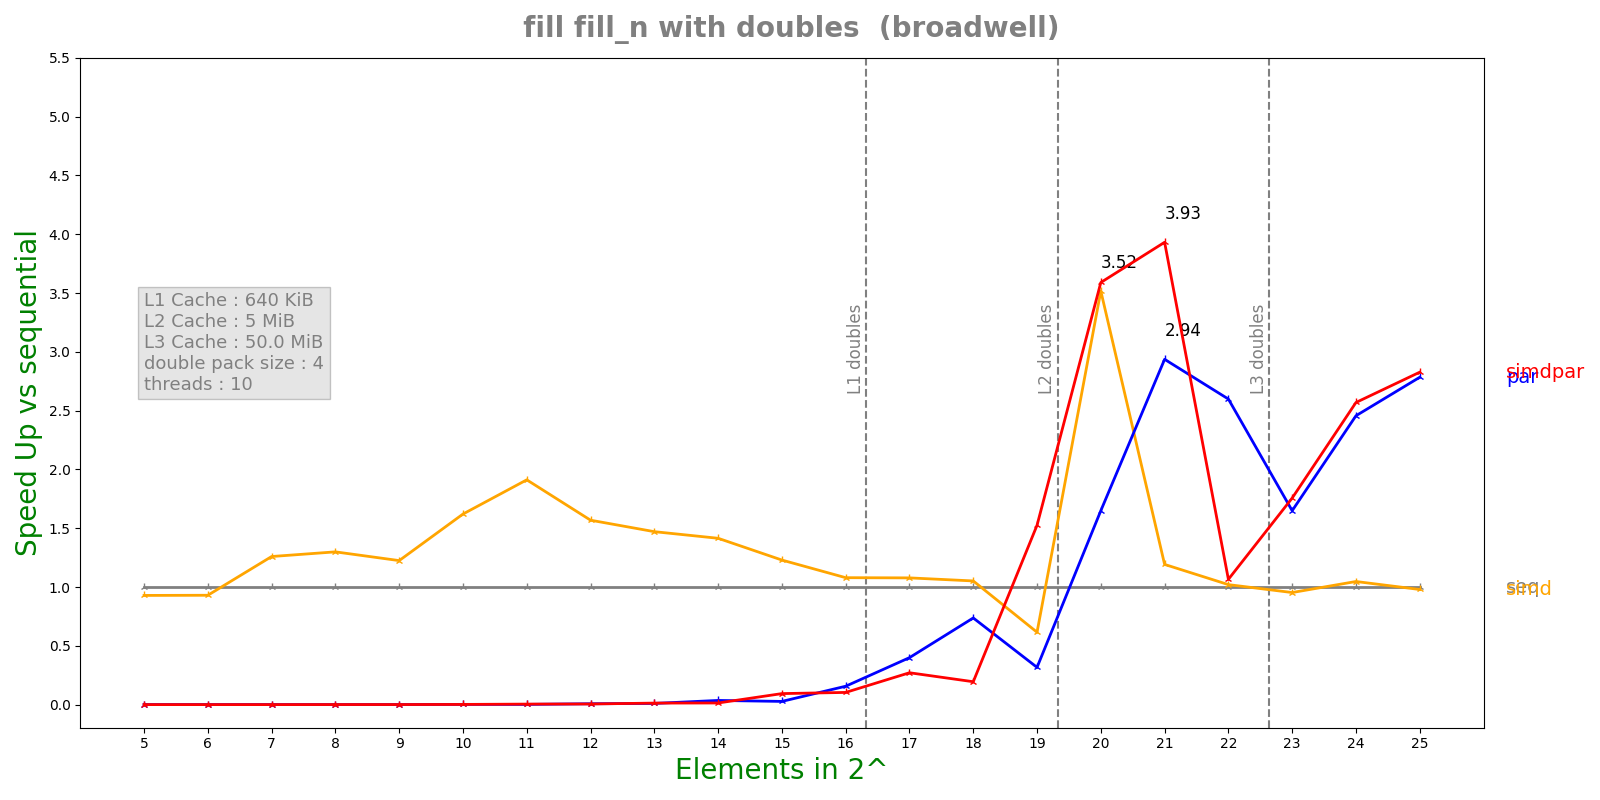 fill fill_n with doubles  (broadwell)
Speed Up vs sequential
5.5
5.0
4.5
4.0
3.5
3.0
2.5
2.0
1.5
1.0
0.5
0.0
L1 Cache : 640 KiB
L2 Cache : 5 MiB
L3 Cache : 50.0 MiB
double pack size : 4
threads : 10
L1 doubles
L2 doubles
L3 doubles
3.93
3.52
2.94
simdpar
par
seq
simd
5 6 7 8 9 10 11 12 13 14 15 16 17 18 19 20 21 22 23 24 25
Elements in 2^